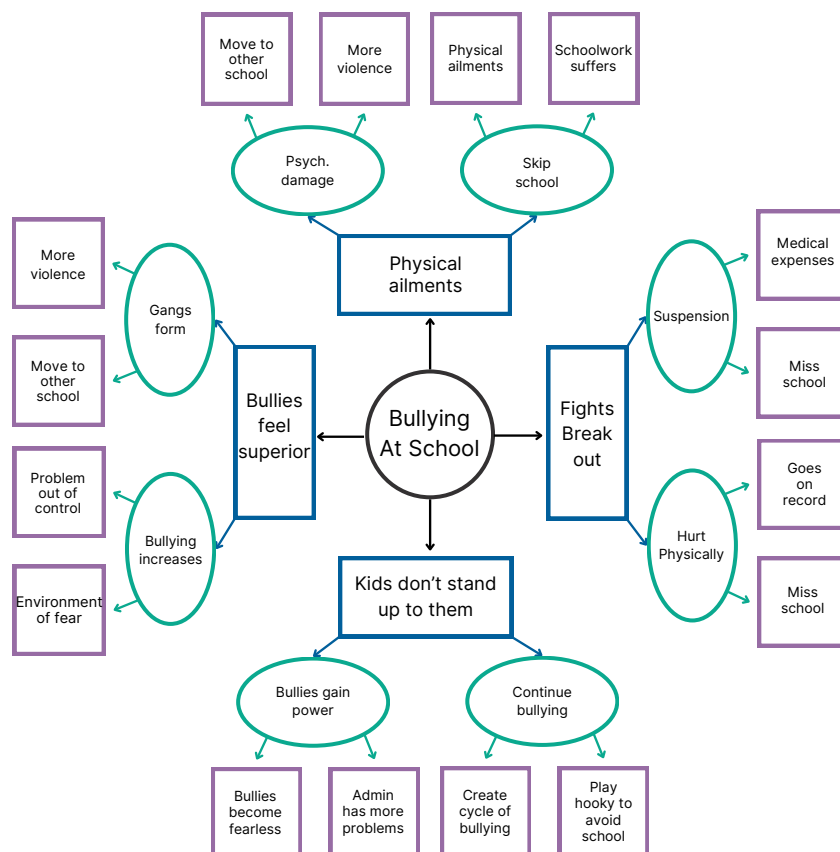 Move to
other
school
More
violence
Physical
ailments
Schoolwork
suffers
Psych.
damage
Skip
school
Physical
ailments
More
violence
Gangs
form
Move to
other
school
Bullies
feel
superior
Problem
out of
control
Bullying
increases
Environment
of fear
Bullying
At School
Fights
Break
out
Suspension
Medical
expenses
Miss
school
Hurt
Physically
Goes
on
record
Miss
school
Kids don’t stand
up to them
Bullies gain
power
Continue
bullying
Bullies
become
fearless
Admin
has more
problems
Create
cycle of
bullying
Play
hooky to
avoid
school